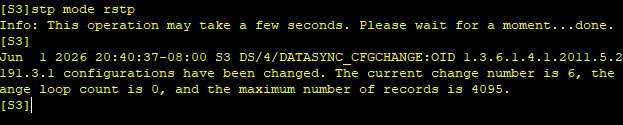 [S3]stp mode rstp
Info: This operation may take a few seconds. Please wait for a moment...done.
[S3]
Jun  1 2026 20:40:37-08:00 S3 DS/4/DATASYNC_CFGCHANGE:OID 1.3.6.1.4.1.2011.5.2
191.3.1 configurations have been changed. The current change number is 6, the
ange loop count is 0, and the maximum number of records is 4095.
[S3]